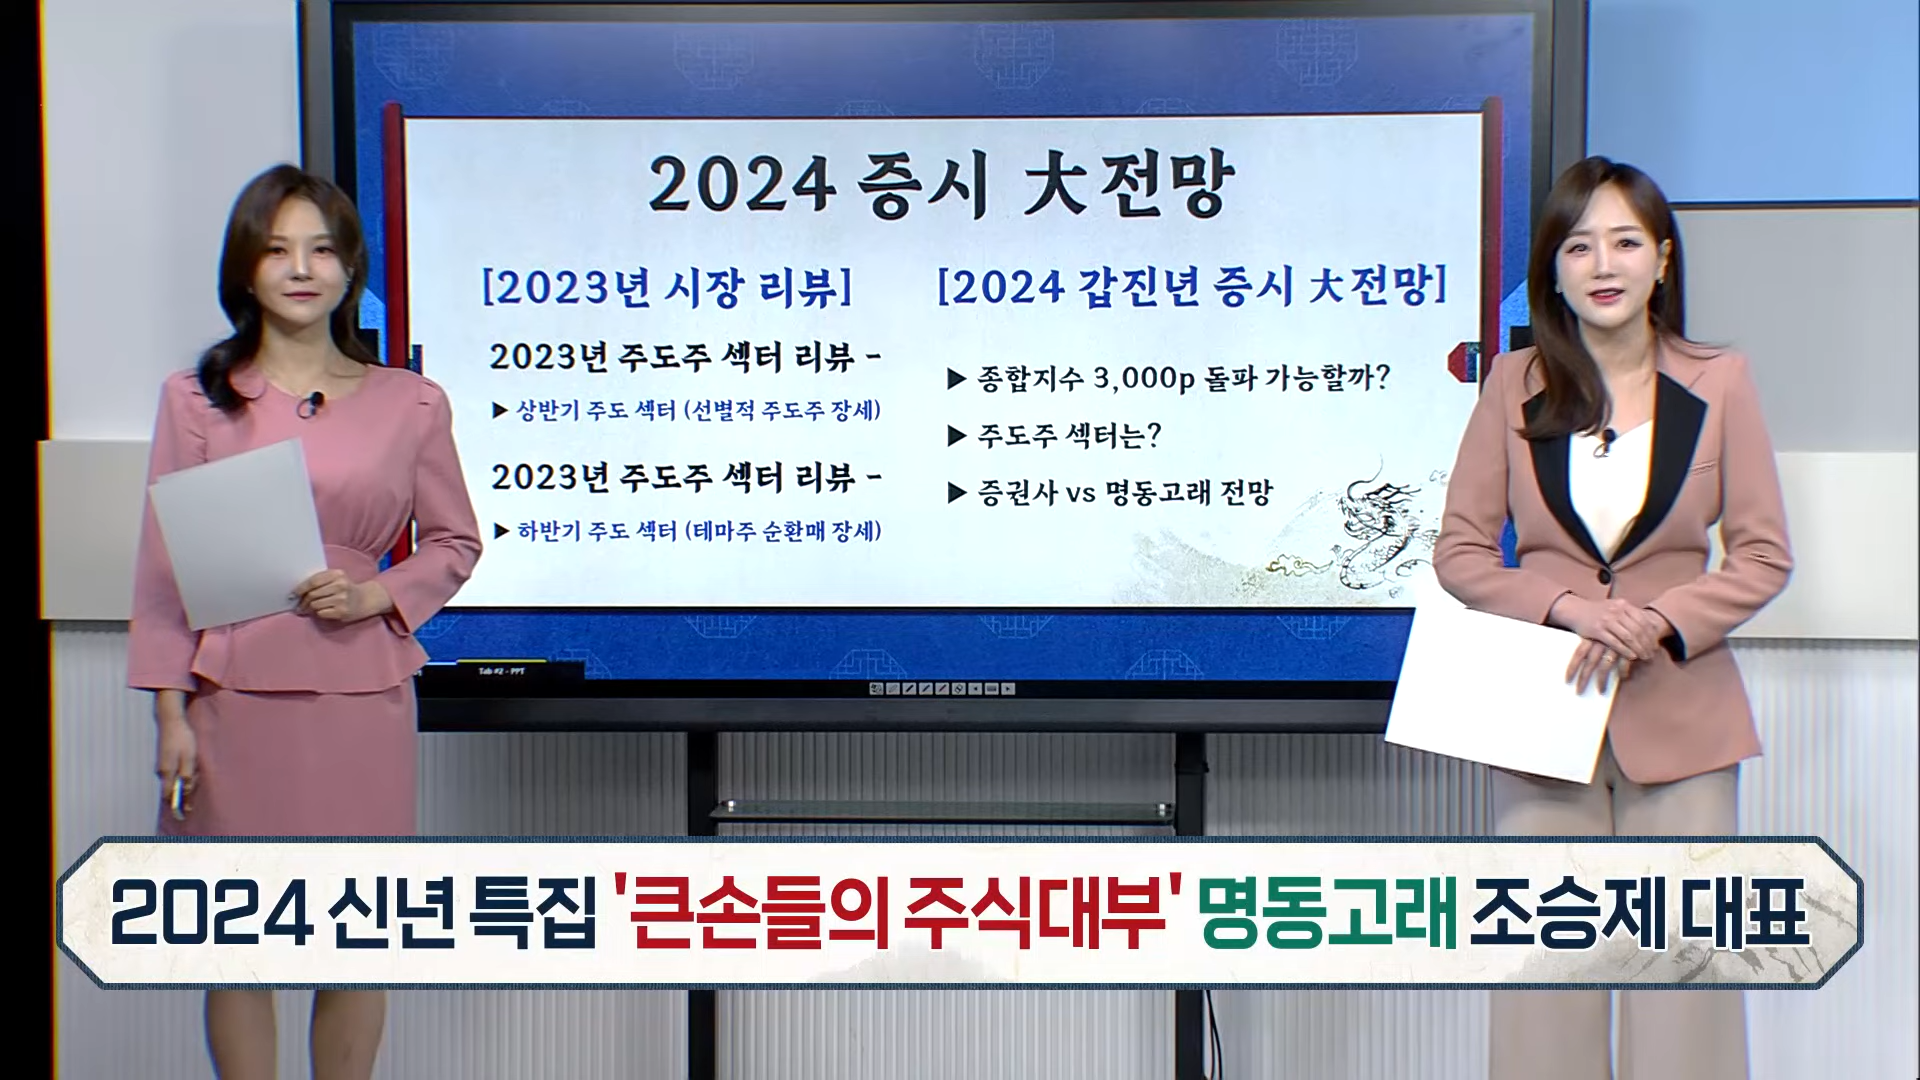 2024 증시 大전망
[2023년 시장 리뷰]
2023년 주도주 섹터 리뷰 -
▶ 상반기 주도 섹터 (선별적 주도주 장세)
2023년 주도주 섹터 리뷰 -
▶ 하반기 주도 섹터 (테마주 순환매 장세)
[2024 갑진년 증시 大전망]
▶ 종합지수 3,000p 돌파 가능할까?
▶ 주도주 섹터는?
▶ 증권사 vs 명동고래 전망
Tab #2 - PPT
2024 신년 특집 '큰손들의 주식대부' 명동고래 조승제 대표